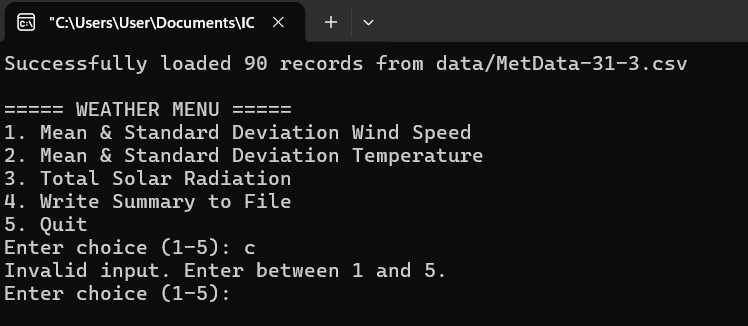 "C:\Users\User\Documents\IC
Successfully loaded 90 records from data/MetData-31-3.csv
===== WEATHER MENU =====
1. Mean & Standard Deviation Wind Speed
2. Mean & Standard Deviation Temperature
3. Total Solar Radiation
4. Write Summary to File
5. Quit
Enter choice (1-5): c
Invalid input. Enter between 1 and 5.
Enter choice (1-5):